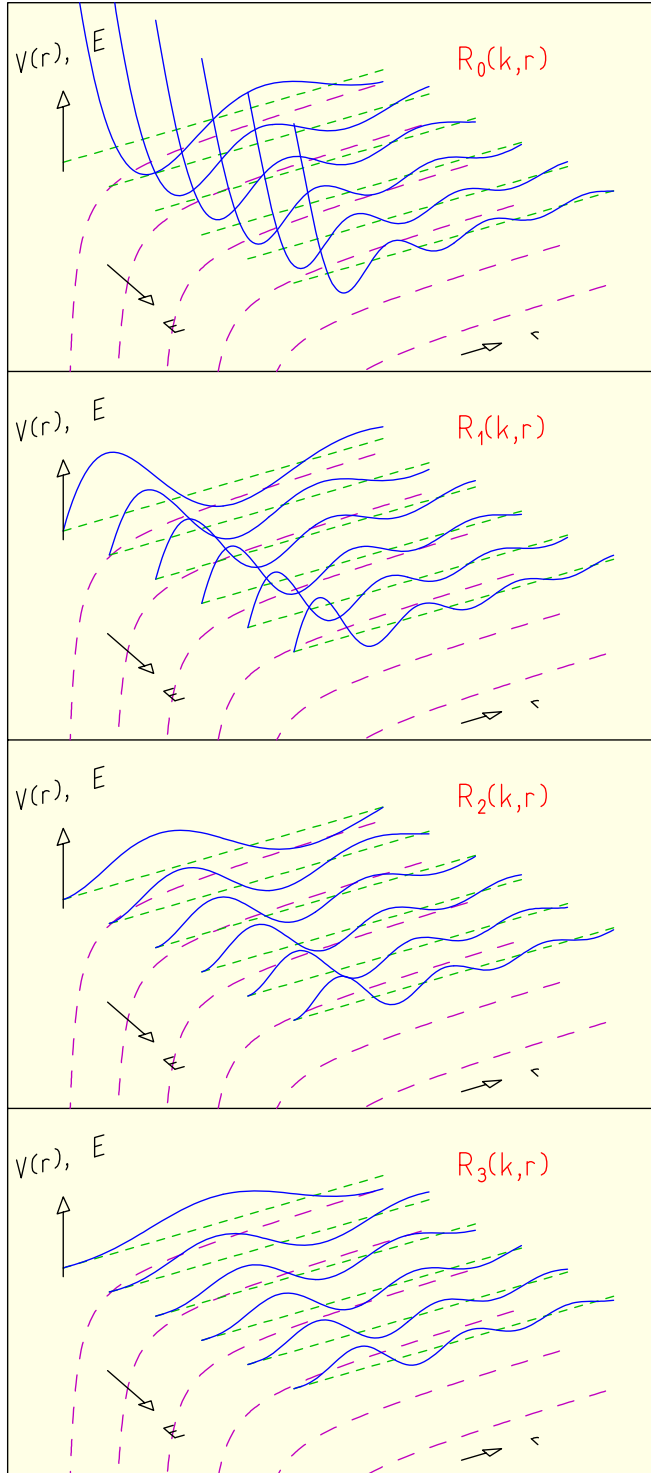 V(r), E
R₀(k,r)
k
r
V(r), E
R₁(k,r)
k
r
V(r), E
R₂(k,r)
k
r
V(r), E
R₃(k,r)
k
r